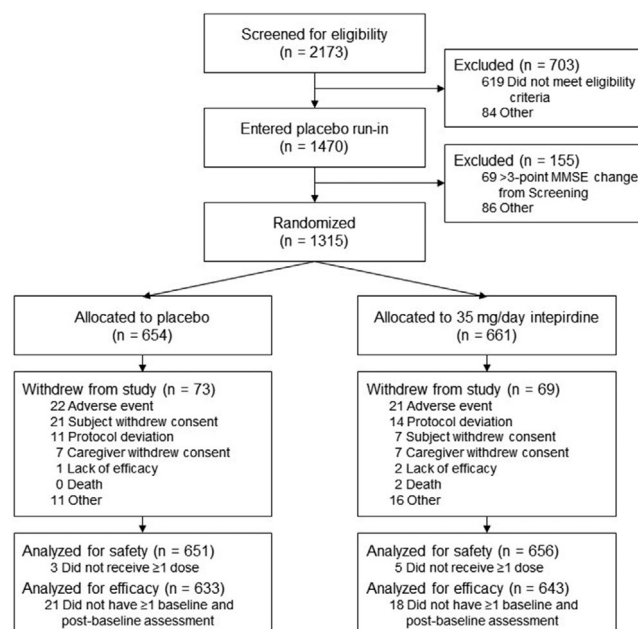 Screened for eligibility
(n = 2173)
Excluded (n = 703)
619 Did not meet eligibility
criteria
84 Other
Entered placebo run-in
(n = 1470)
Excluded (n = 155)
69 >3-point MMSE change
from Screening
86 Other
Randomized
(n = 1315)
Allocated to placebo
(n = 654)
Allocated to 35 mg/day intepirdine
(n = 661)
Withdrew from study (n = 73)
22 Adverse event
21 Subject withdrew consent
11 Protocol deviation
7 Caregiver withdrew consent
1 Lack of efficacy
0 Death
11 Other
Withdrew from study (n = 69)
21 Adverse event
14 Protocol deviation
7 Subject withdrew consent
7 Caregiver withdrew consent
2 Lack of efficacy
2 Death
16 Other
Analyzed for safety (n = 651)
3 Did not receive ≥1 dose
Analyzed for efficacy (n = 633)
21 Did not have ≥1 baseline and
post-baseline assessment
Analyzed for safety (n = 656)
5 Did not receive ≥1 dose
Analyzed for efficacy (n = 643)
18 Did not have ≥1 baseline and
post-baseline assessment